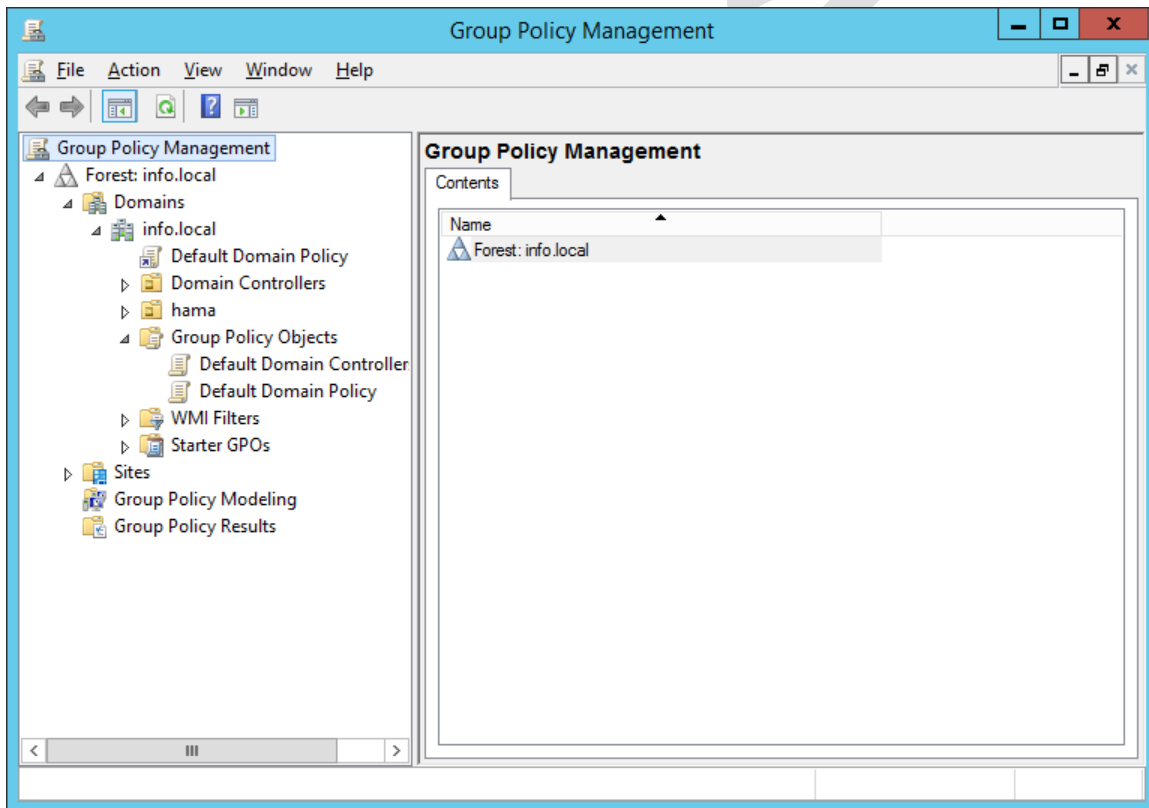 Group Policy Management
File Action View Window Help
Group Policy Management
Forest: info.local
Domains
info.local
Default Domain Policy
Domain Controllers
hama
Group Policy Objects
Default Domain Controller
Default Domain Policy
WMI Filters
Starter GPOs
Sites
Group Policy Modeling
Group Policy Results
Group Policy Management
Contents
Name
Forest: info.local